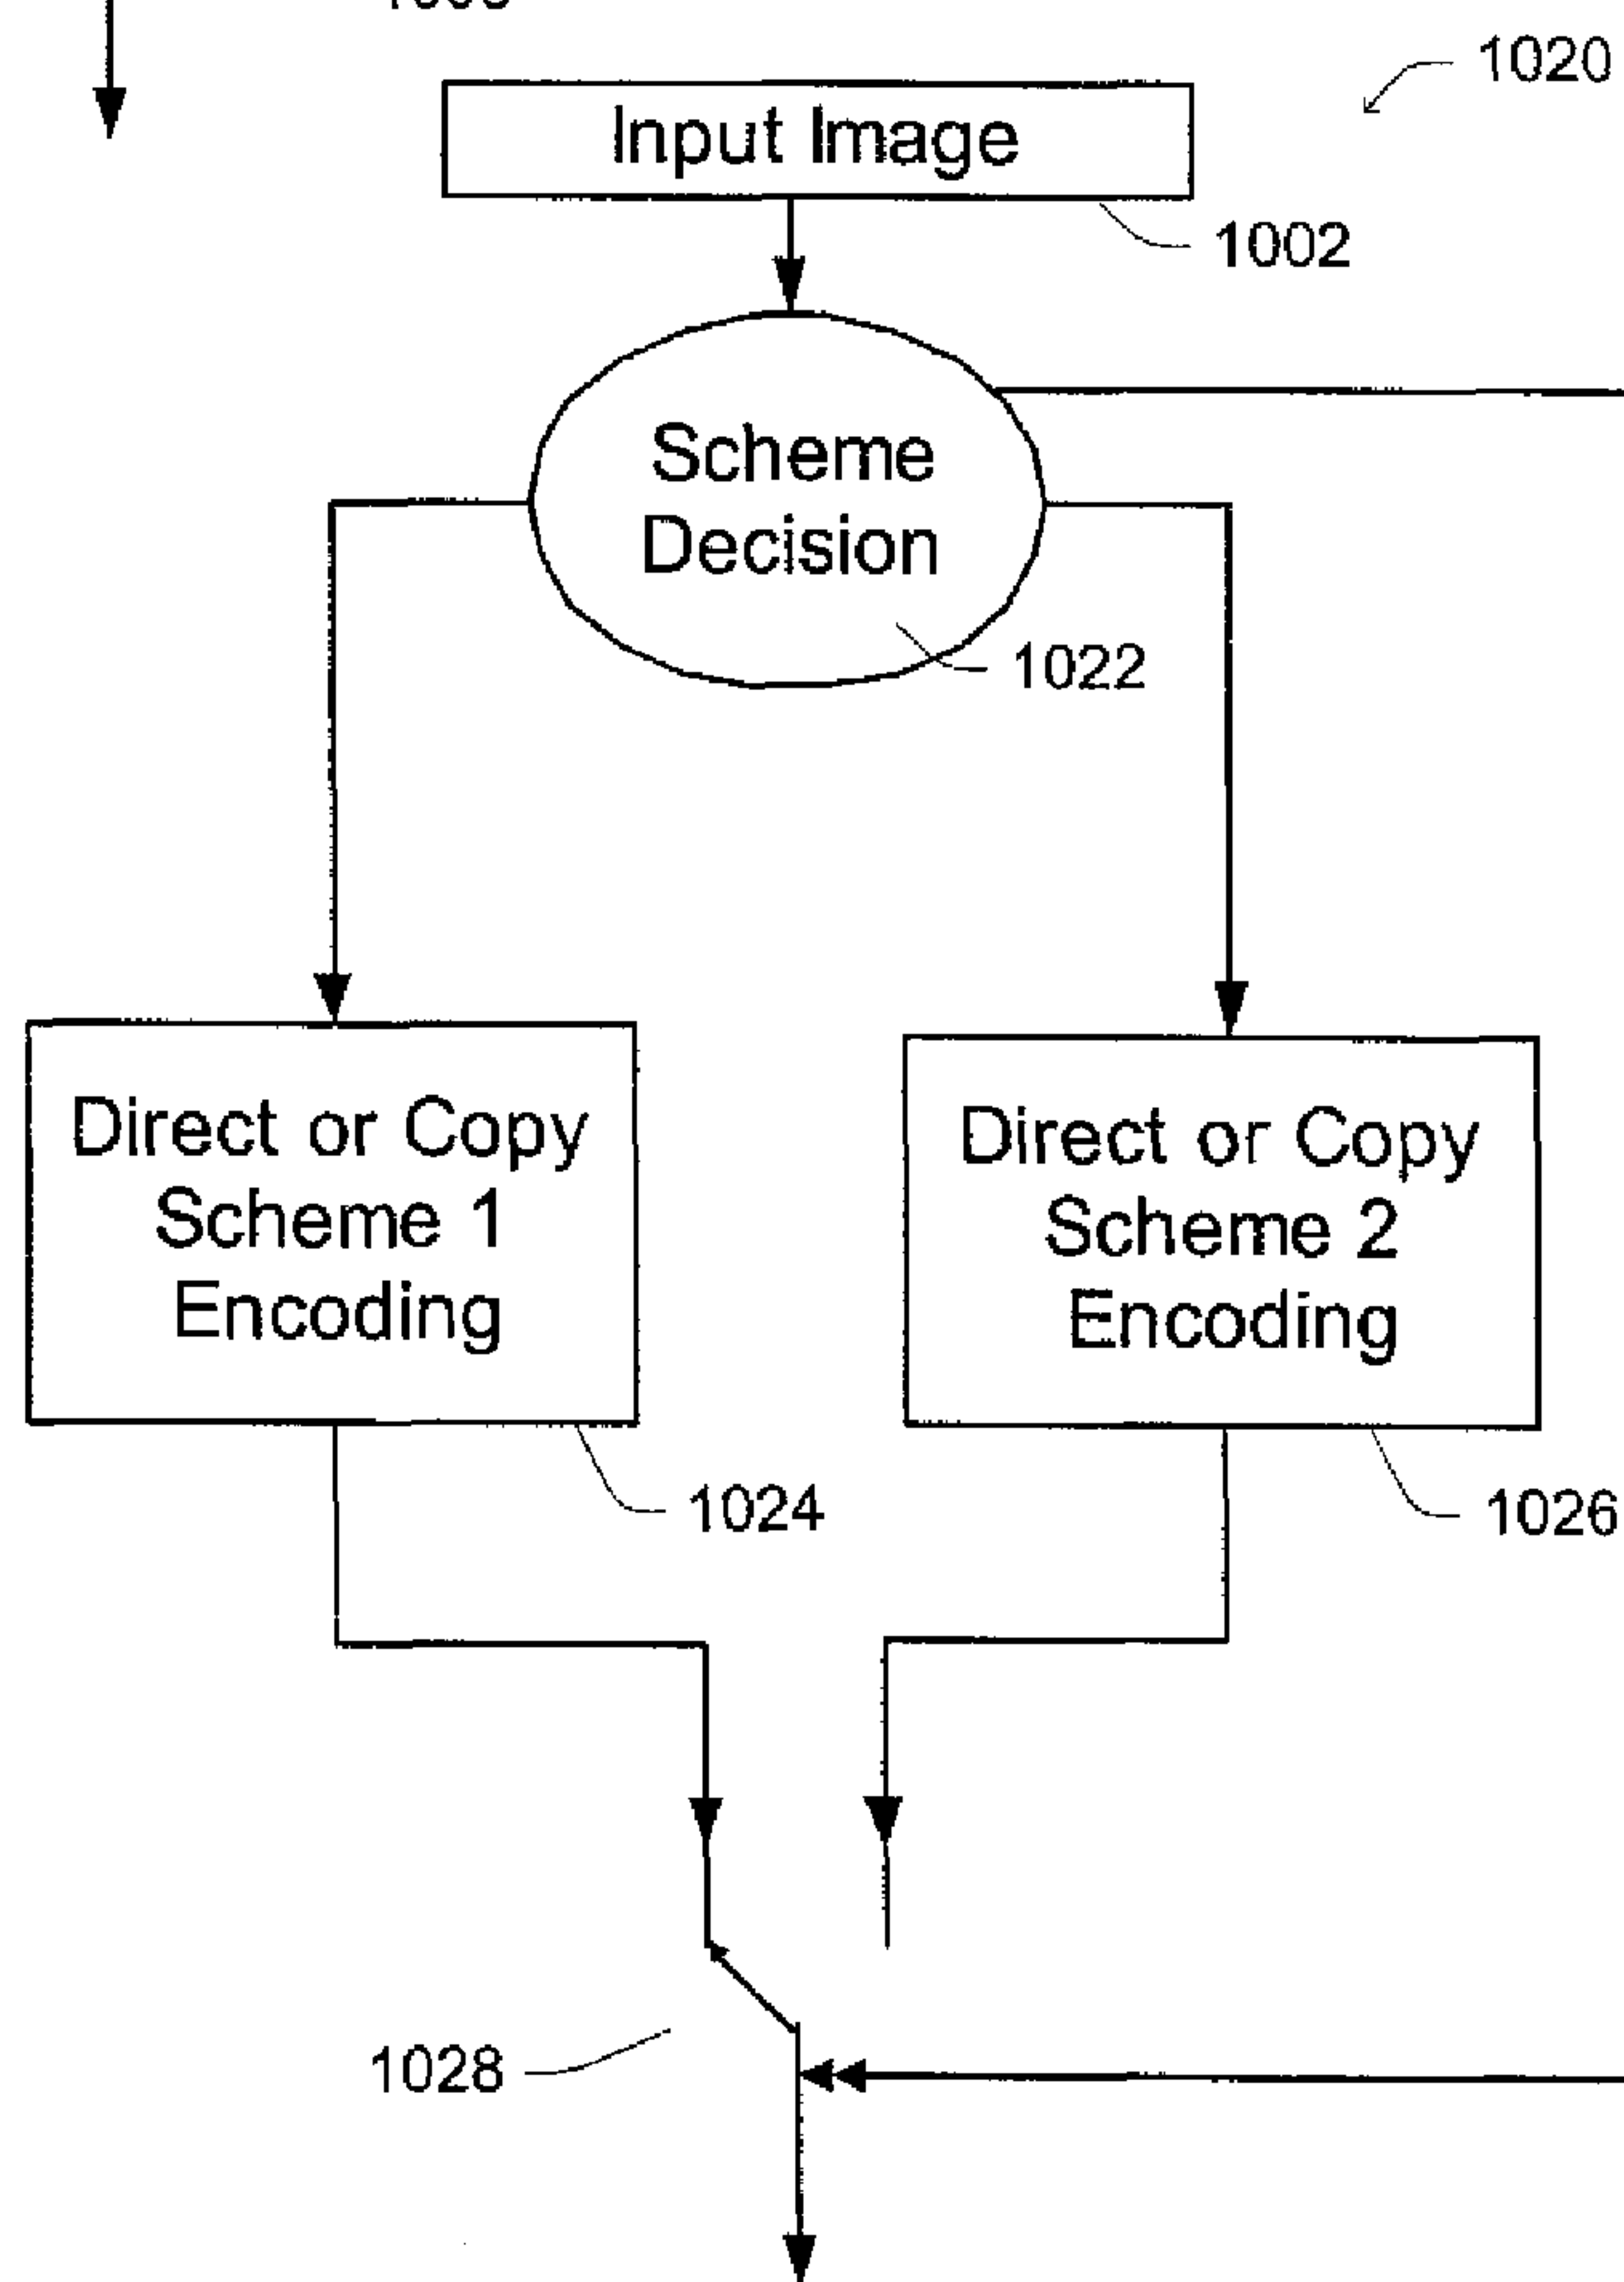 1020
Input Image
1002
Scheme
Decision
1022
Direct or Copy
Scheme 1
Encoding
Direct or Copy
Scheme 2
Encoding
1024
1026
1028